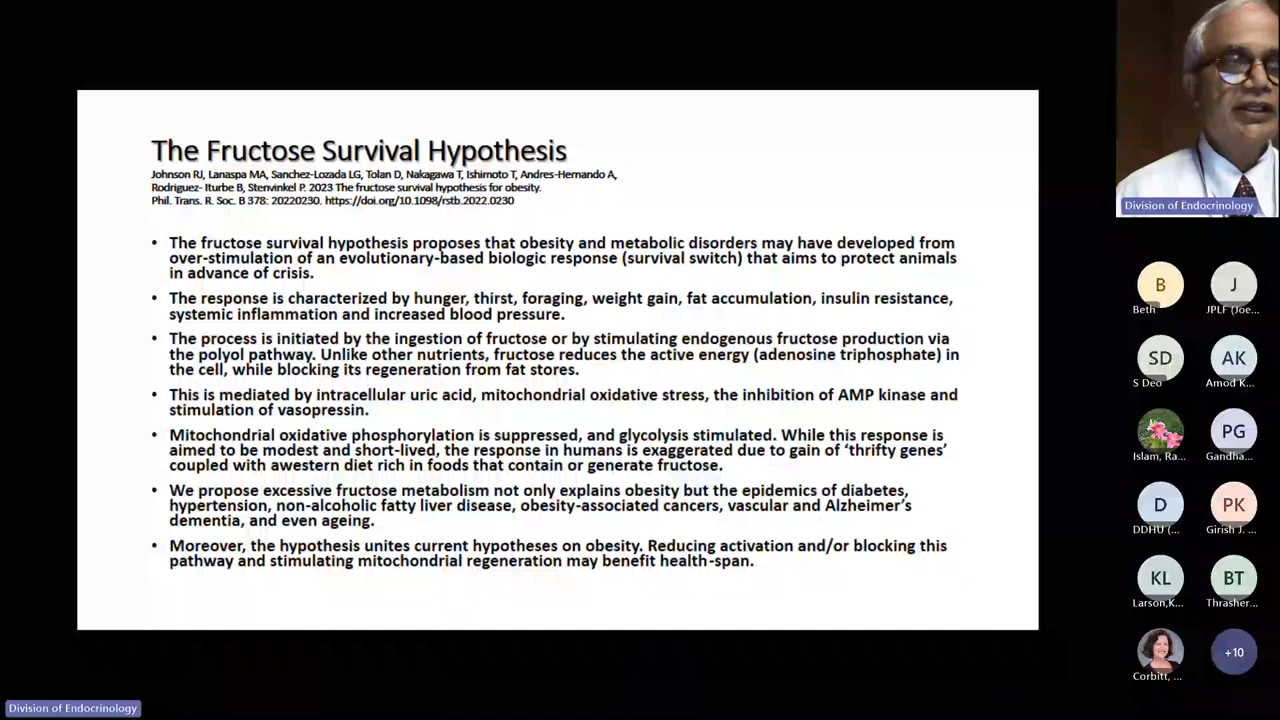 The Fructose Survival Hypothesis
Johnson RJ, Lanaspa MA, Sanchez-Lozada LG, Tolan D, Nakagawa T, Ishimoto T, Andres-Hernando A,
Rodriguez- Iturbe B, Stenvinkel P. 2023 The fructose survival hypothesis for obesity.
Phil. Trans. R. Soc. B 378: 20220230. https://doi.org/10.1098/rstb.2022.0230
• The fructose survival hypothesis proposes that obesity and metabolic disorders may have developed from
over-stimulation of an evolutionary-based biologic response (survival switch) that aims to protect animals
in advance of crisis.
• The response is characterized by hunger, thirst, foraging, weight gain, fat accumulation, insulin resistance,
systemic inflammation and increased blood pressure.
• The process is initiated by the ingestion of fructose or by stimulating endogenous fructose production via
the polyol pathway. Unlike other nutrients, fructose reduces the active energy (adenosine triphosphate) in
the cell, while blocking its regeneration from fat stores.
• This is mediated by intracellular uric acid, mitochondrial oxidative stress, the inhibition of AMP kinase and
stimulation of vasopressin.
• Mitochondrial oxidative phosphorylation is suppressed, and glycolysis stimulated. While this response is
aimed to be modest and short-lived, the response in humans is exaggerated due to gain of ‘thrifty genes’
coupled with awestern diet rich in foods that contain or generate fructose.
• We propose excessive fructose metabolism not only explains obesity but the epidemics of diabetes,
hypertension, non-alcoholic fatty liver disease, obesity-associated cancers, vascular and Alzheimer’s
dementia, and even ageing.
• Moreover, the hypothesis unites current hypotheses on obesity. Reducing activation and/or blocking this
pathway and stimulating mitochondrial regeneration may benefit health-span.
Division of Endocrinology
B
J
Beth
JPLF (Joe...
SD
AK
S Deo
Amod K...
PG
Islam, Ra...
Gandha...
D
PK
DDHU (...
Girish J. ...
KL
BT
Larson,K...
Thrasher...
+10
Corbitt, ...
Division of Endocrinology